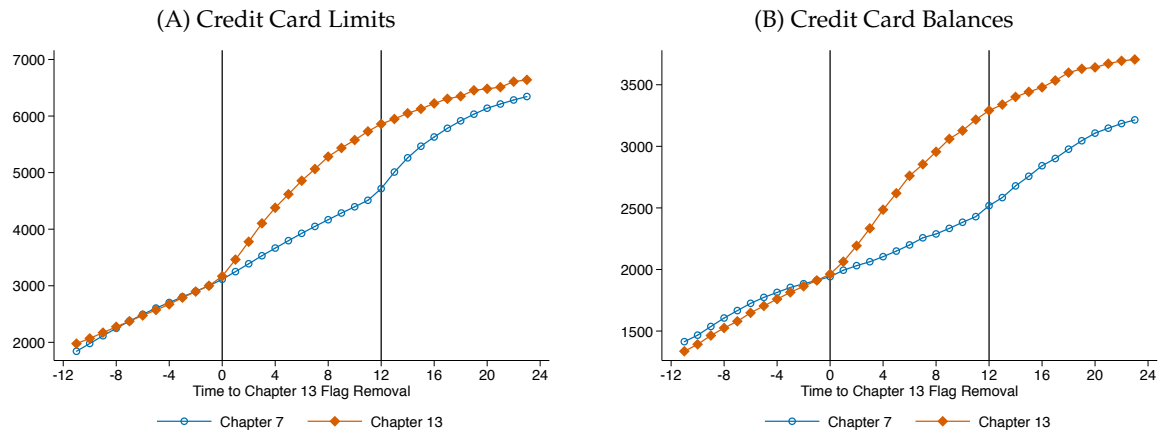 (A) Credit Card Limits
7000
6000
5000
4000
3000
2000
-12 -8 -4 0 4 8 12 16 20 24
Time to Chapter 13 Flag Removal
Chapter 7 Chapter 13
(B) Credit Card Balances
3500
3000
2500
2000
1500
-12 -8 -4 0 4 8 12 16 20 24
Time to Chapter 13 Flag Removal
Chapter 7 Chapter 13